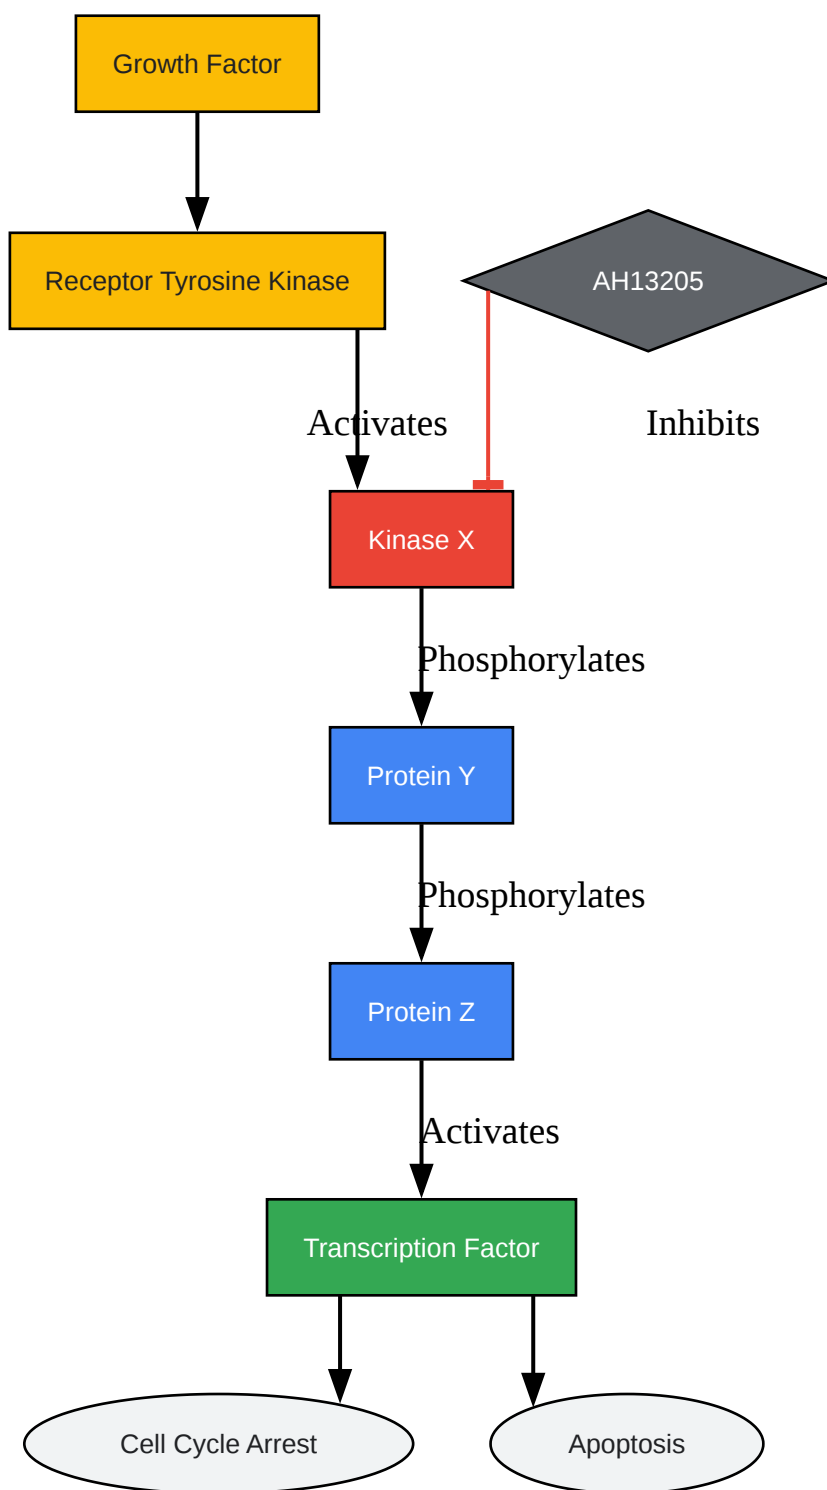 Growth Factor
Receptor Tyrosine Kinase
AH13205
Activates
Inhibits
Kinase X
Phosphorylates
Protein Y
Phosphorylates
Protein Z
Activates
Transcription Factor
Cell Cycle Arrest
Apoptosis